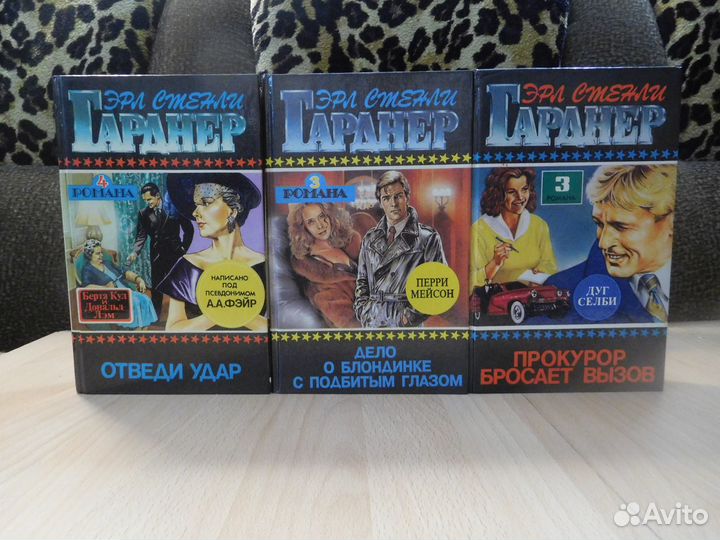 ЭРЛ СТЕНЛИ
ГАРДНЕР
4
РОМАНА
НАПИСАНО
ПОД
ПСЕВДОНИМОМ
А.А.ФЭЙР
Берта Кул
и
Дональд
Лэм
ОТВЕДИ УДАР
ЭРЛ СТЕНЛИ
ГАРДНЕР
3
РОМАНА
ПЕРРИ
МЕЙСОН
ДЕЛО
О БЛОНДИНКЕ
С ПОДБИТЫМ ГЛАЗОМ
ЭРЛ СТЕНЛИ
ГАРДНЕР
3
РОМАНА
ДУГ
СЕЛБИ
ПРОКУРОР
БРОСАЕТ ВЫЗОВ
Avito